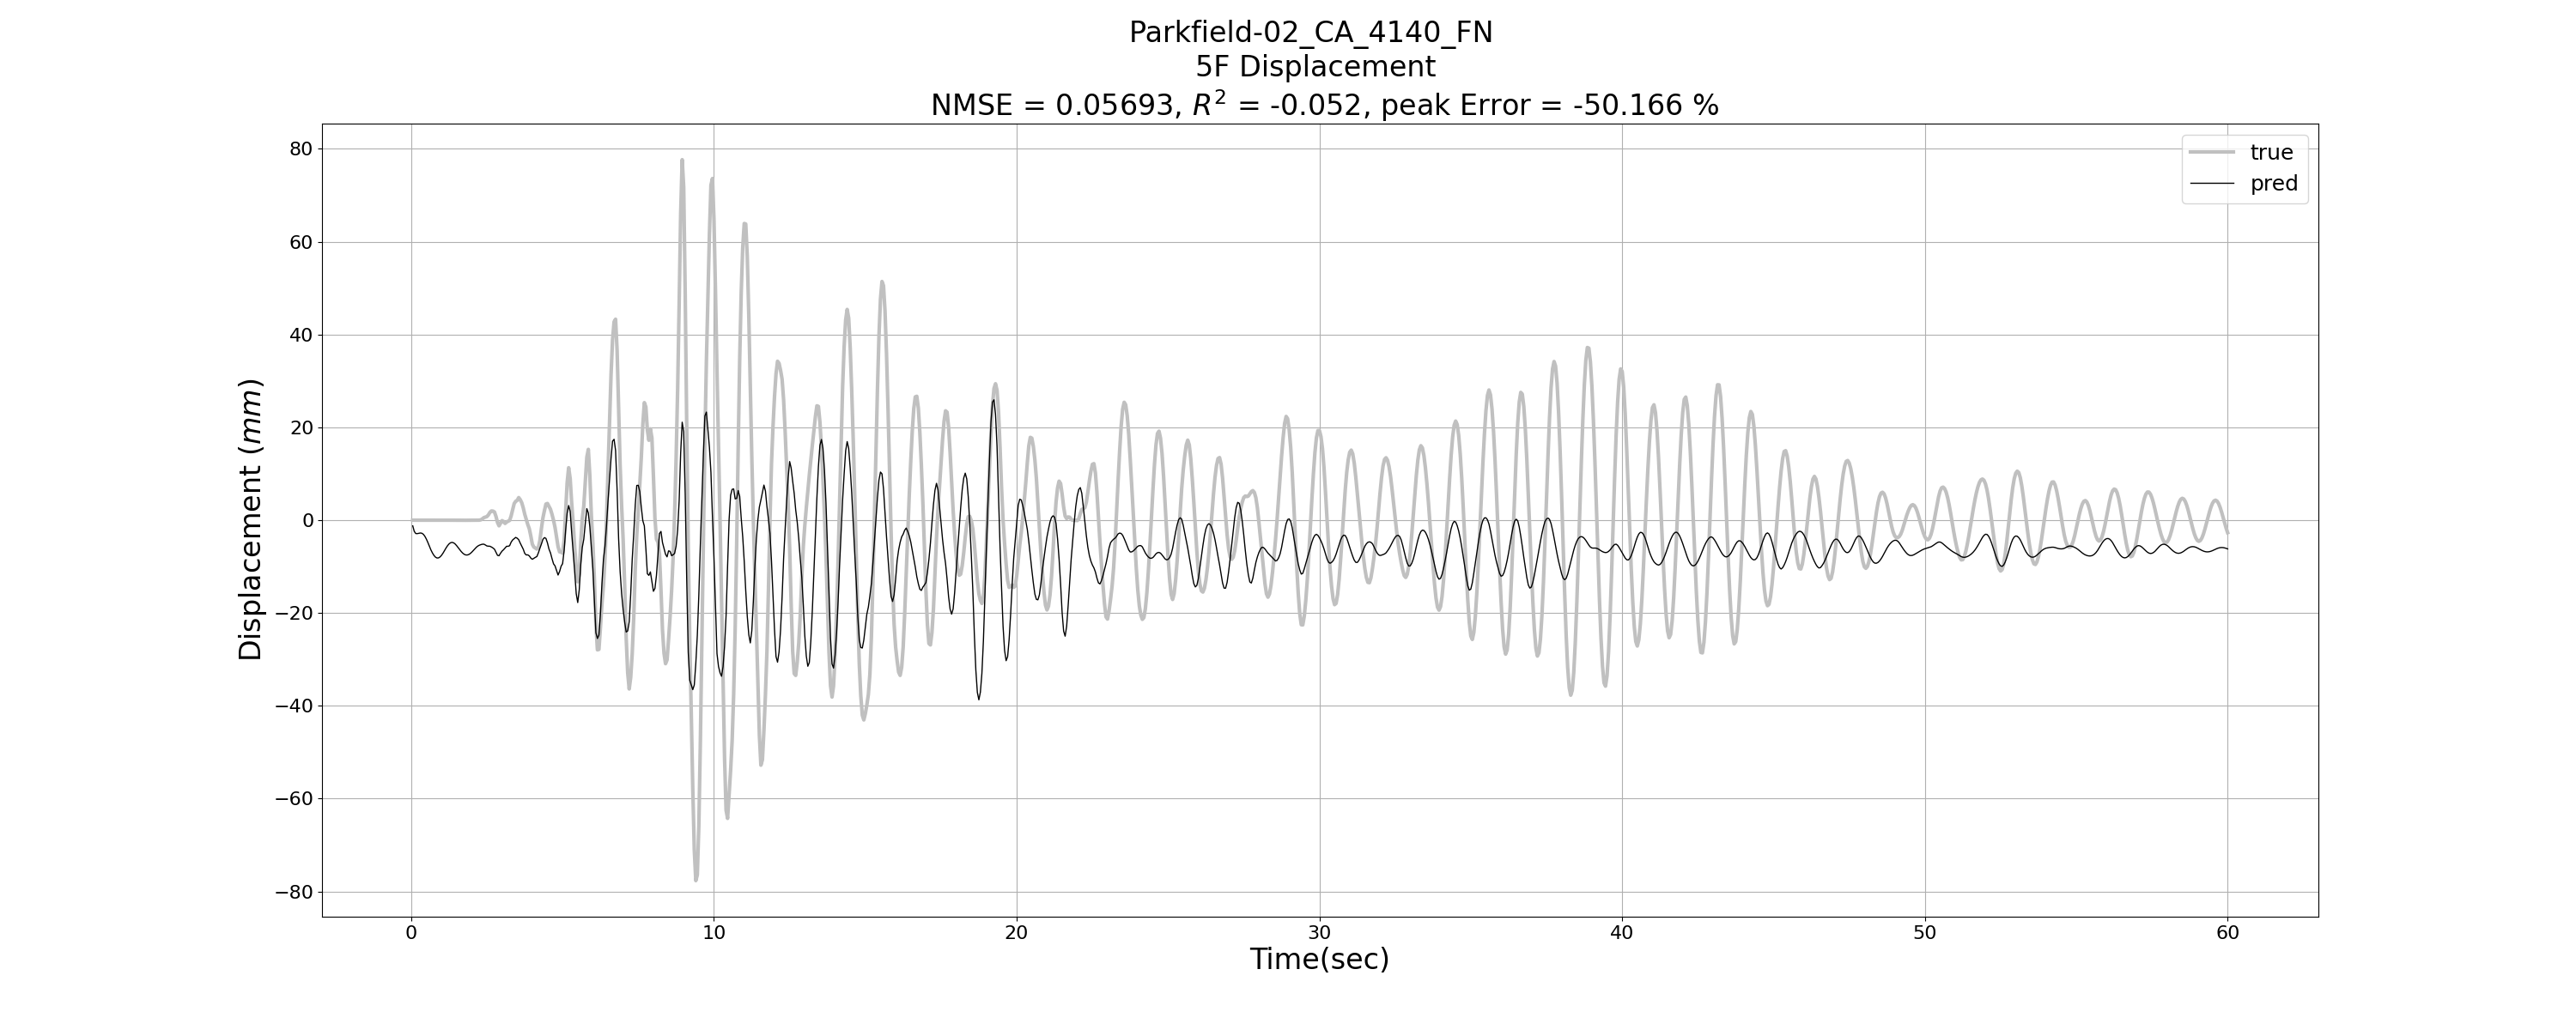 Parkfield-02_CA_4140_FN
5F Displacement
NMSE = 0.05693, R² = -0.052, peak Error = -50.166 %
true
pred
Displacement (mm)
80
60
40
20
0
−20
−40
−60
−80
0 10 20 30 40 50 60
Time(sec)